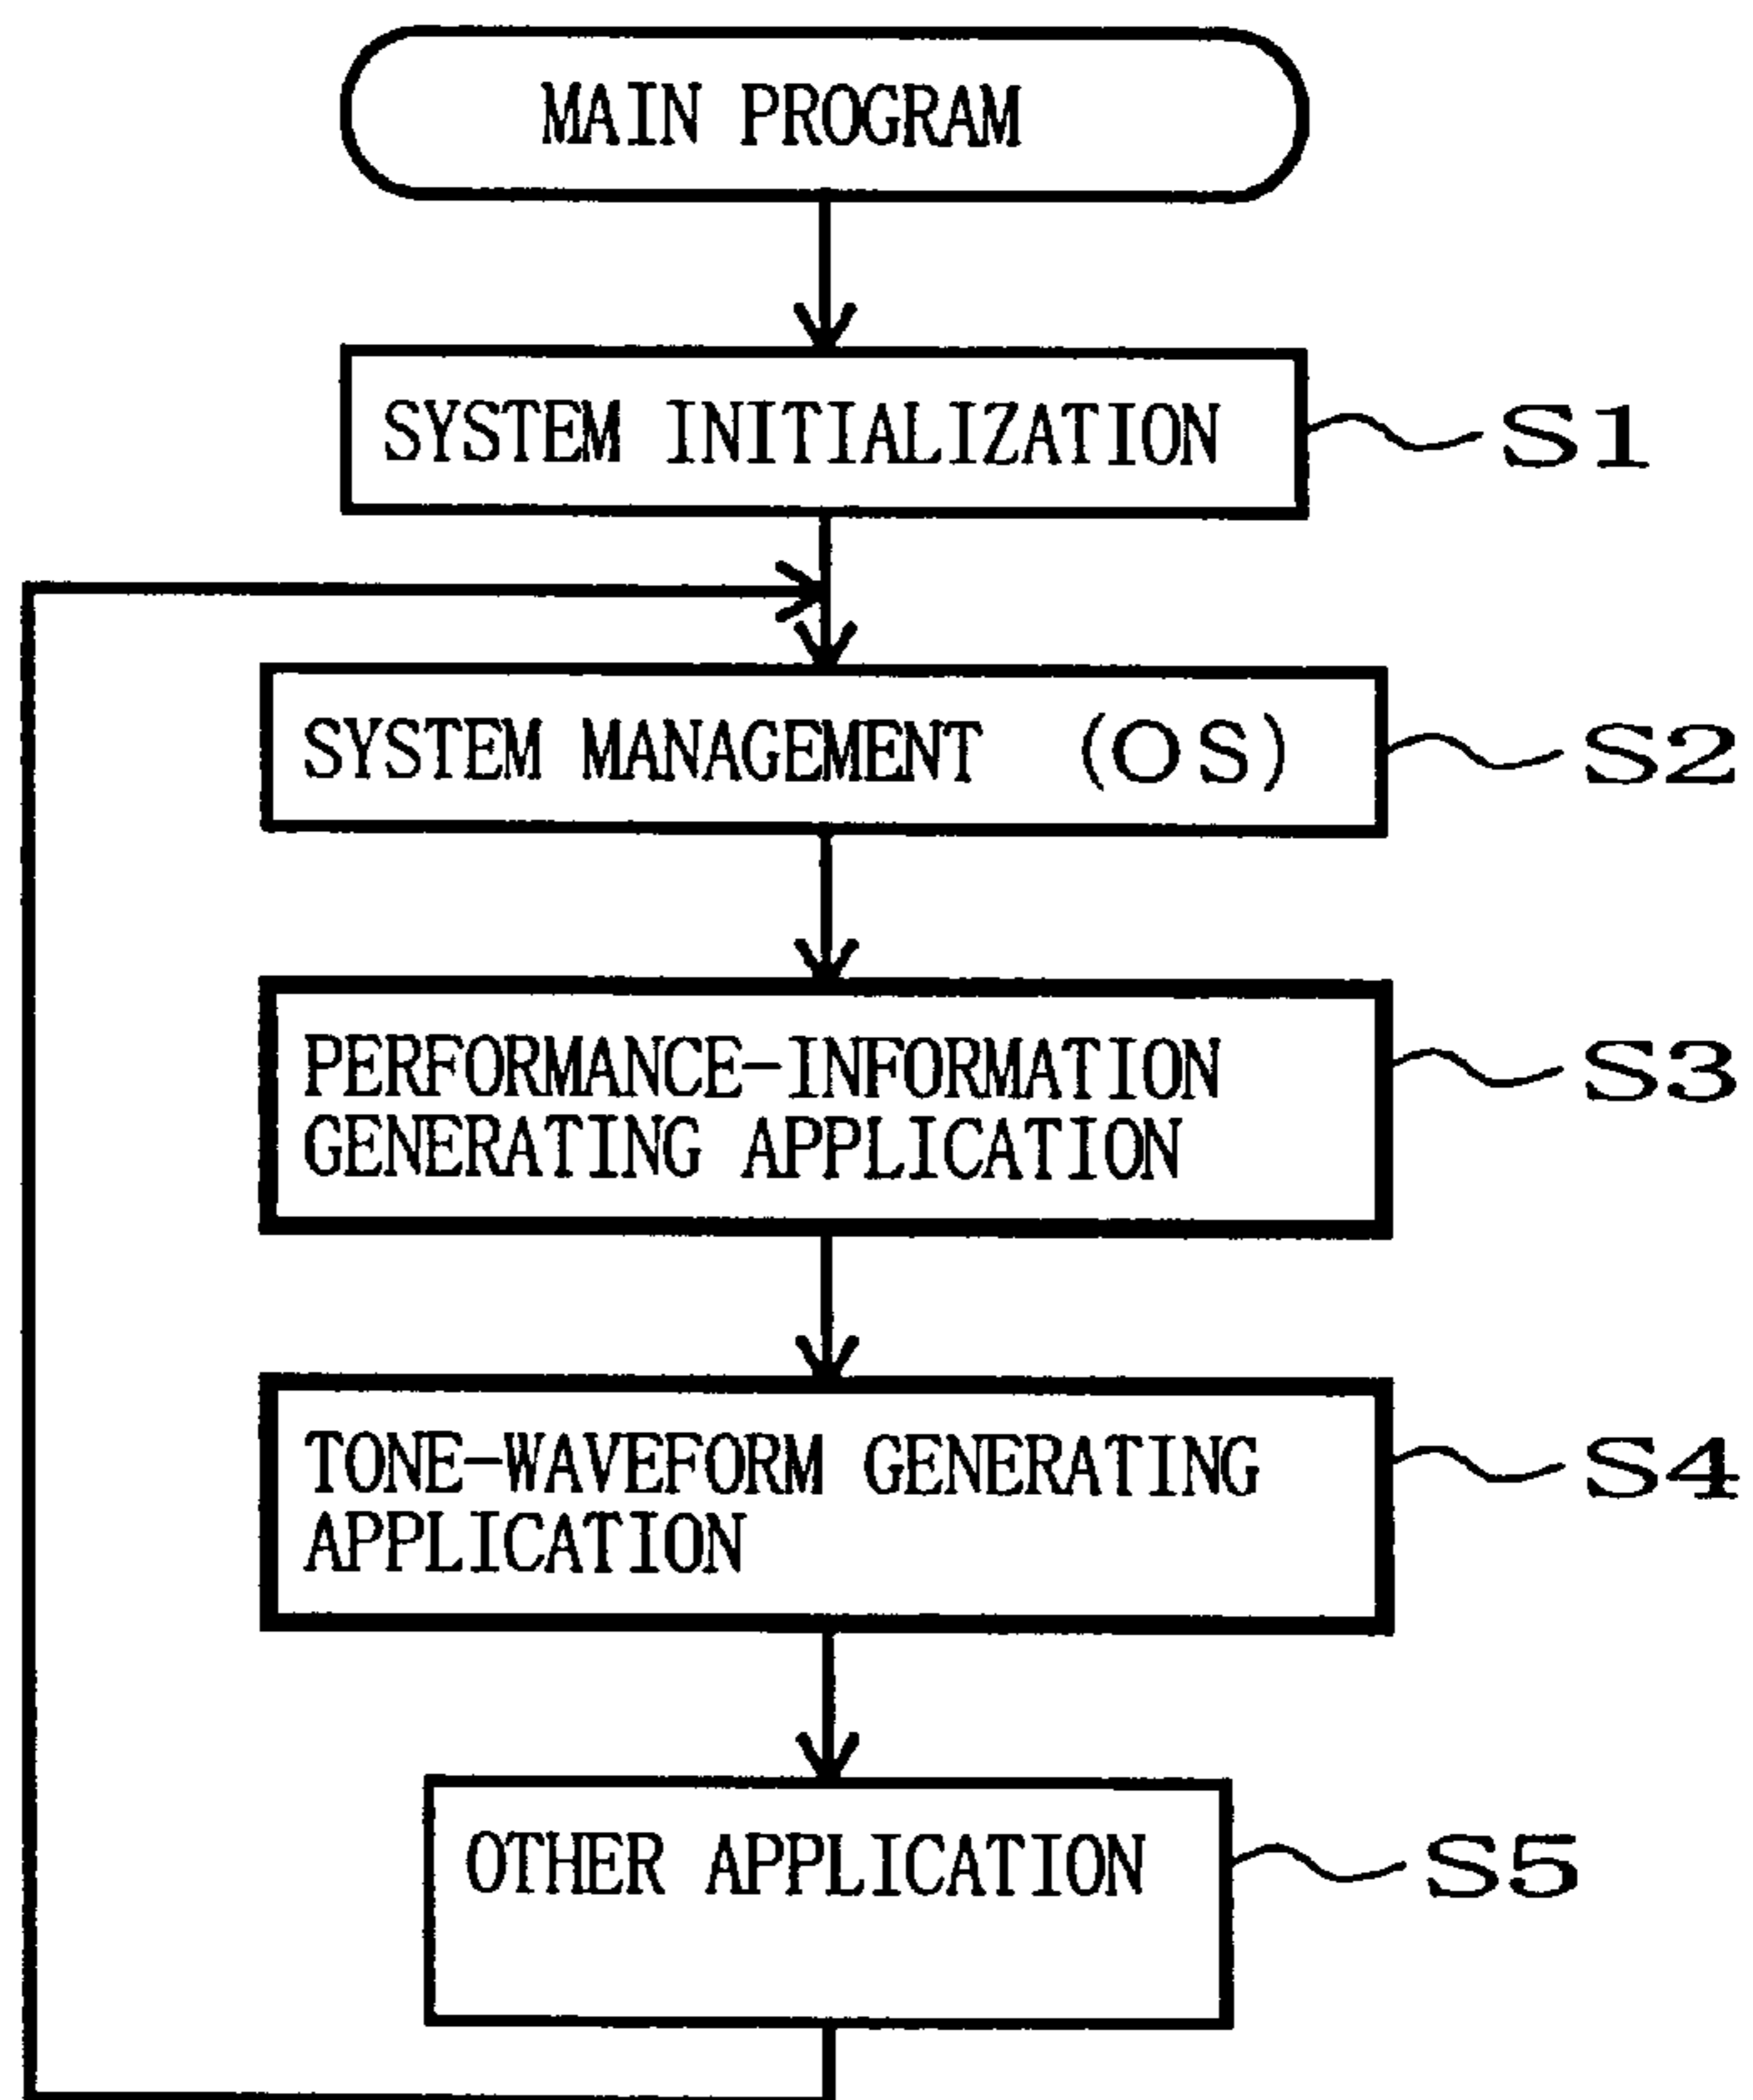 MAIN PROGRAM
SYSTEM INITIALIZATION
S1
SYSTEM MANAGEMENT (OS)
S2
PERFORMANCE-INFORMATION
GENERATING APPLICATION
S3
TONE-WAVEFORM GENERATING
APPLICATION
S4
OTHER APPLICATION
S5